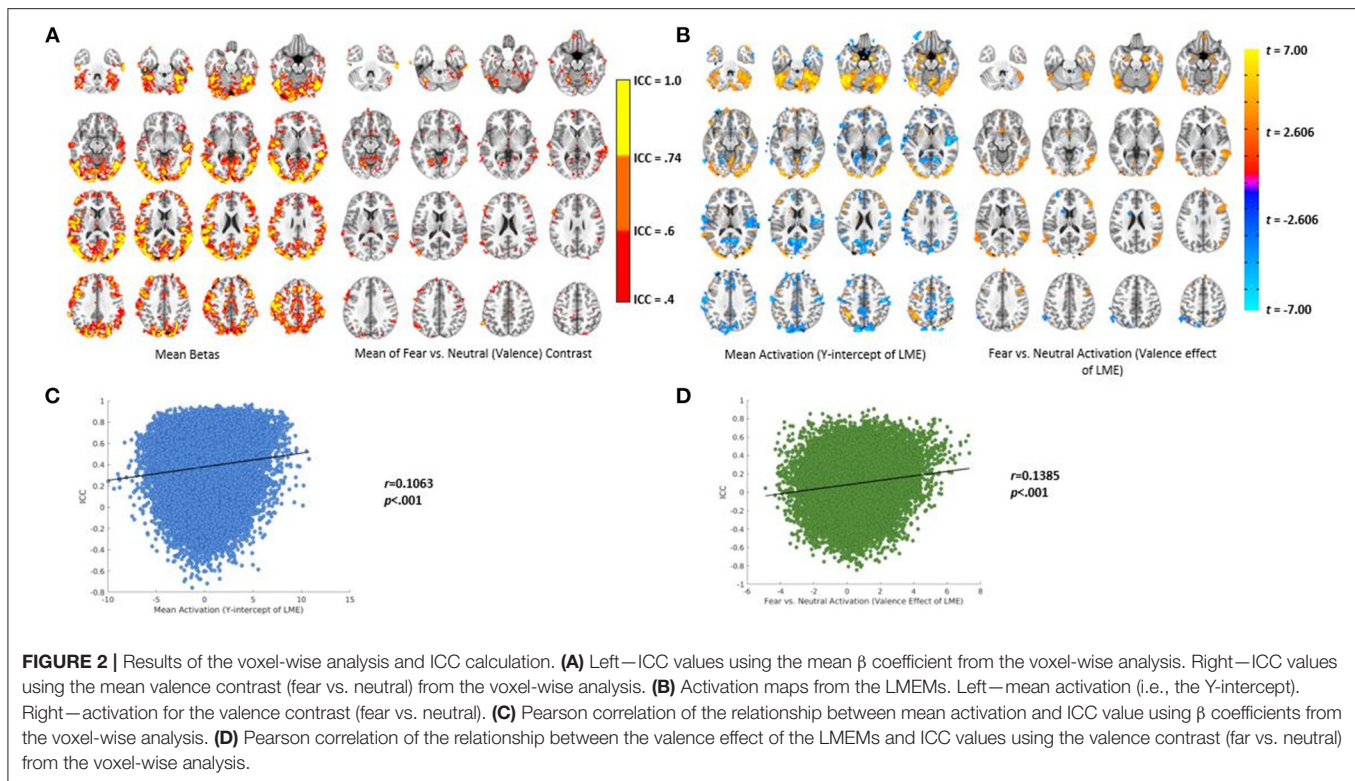 A
B
ICC = 1.0
ICC = .74
ICC = .6
ICC = .4
t = 7.00
t = 2.606
t = -2.606
t = -7.00
Mean Betas
Mean of Fear vs. Neutral (Valence) Contrast
Mean Activation (Y-intercept of LME)
Fear vs. Neutral Activation (Valence effect
of LME)
C
1
0.8
0.6
0.4
0.2
0
-0.2
-0.4
-0.6
-0.8
ICC
-10
-5
0
5
10
15
Mean Activation (Y-intercept of LME)
r=0.1063
p<.001
D
1
0.8
0.6
0.4
0.2
0
-0.2
-0.4
-0.6
-0.8
-1
ICC
-6
-4
-2
0
2
4
6
8
Fear vs. Neutral Activation (Valence Effect of LME)
r=0.1385
p<.001
FIGURE 2 | Results of the voxel-wise analysis and ICC calculation. (A) Left—ICC values using the mean β coefficient from the voxel-wise analysis. Right—ICC values
using the mean valence contrast (fear vs. neutral) from the voxel-wise analysis. (B) Activation maps from the LMEMs. Left—mean activation (i.e., the Y-intercept).
Right—activation for the valence contrast (fear vs. neutral). (C) Pearson correlation of the relationship between mean activation and ICC value using β coefficients from
the voxel-wise analysis. (D) Pearson correlation of the relationship between the valence effect of the LMEMs and ICC values using the valence contrast (far vs. neutral)
from the voxel-wise analysis.